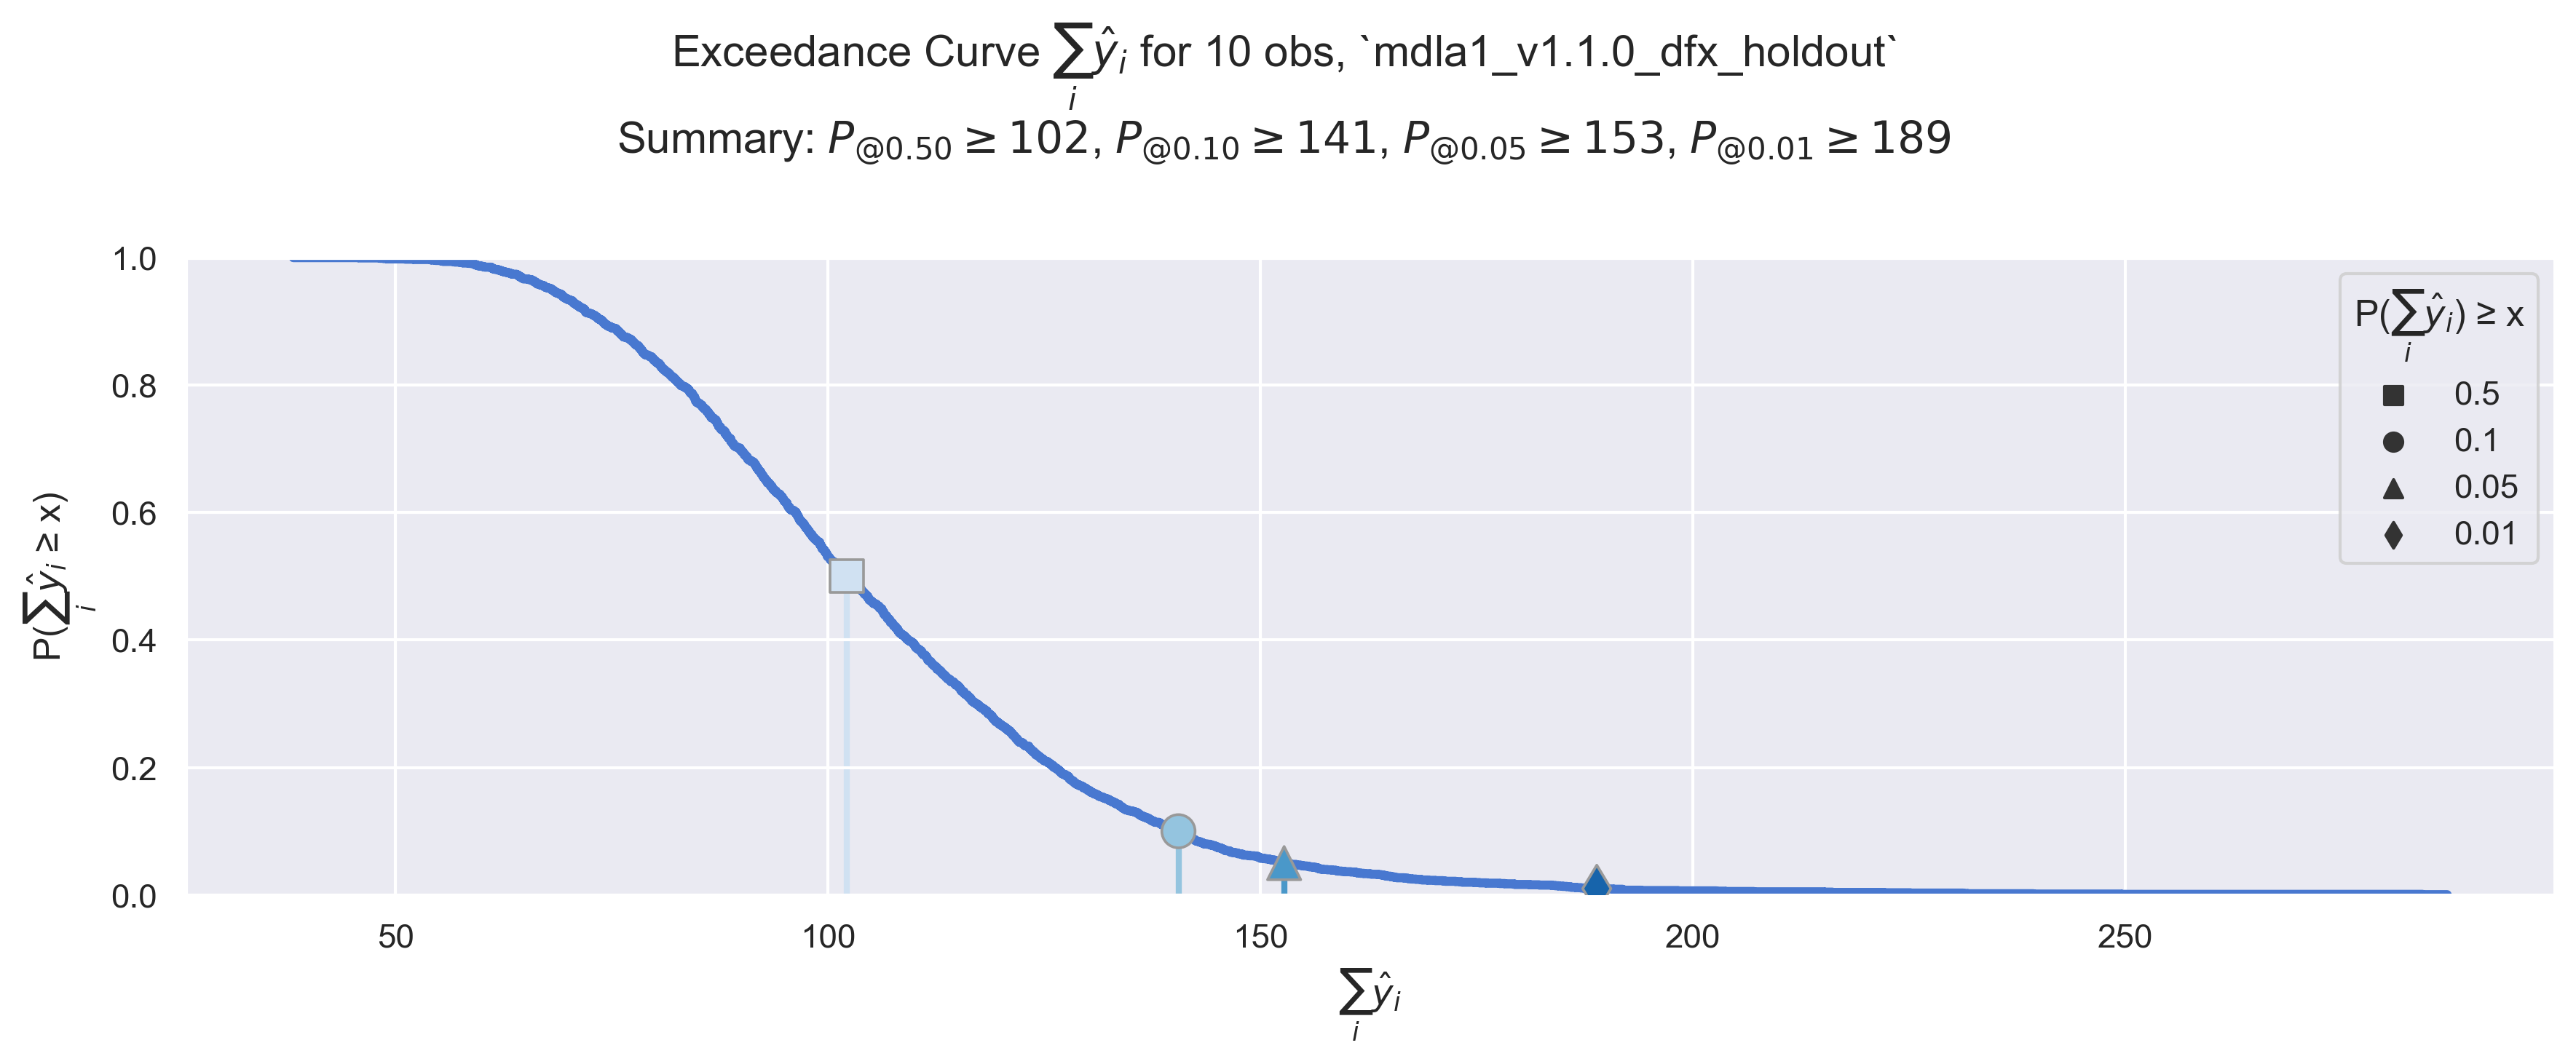 Exceedance Curve ∑ᵢ ŷᵢ for 10 obs, `mdla1_v1.1.0_dfx_holdout`
Summary: P@0.50 ≥ 102, P@0.10 ≥ 141, P@0.05 ≥ 153, P@0.01 ≥ 189
P(∑ᵢ ŷᵢ ≥ x)
1.0
0.8
0.6
0.4
0.2
0.0
P(∑ᵢ ŷᵢ) ≥ x
0.5
0.1
0.05
0.01
50 100 150 200 250
∑ᵢ ŷᵢ